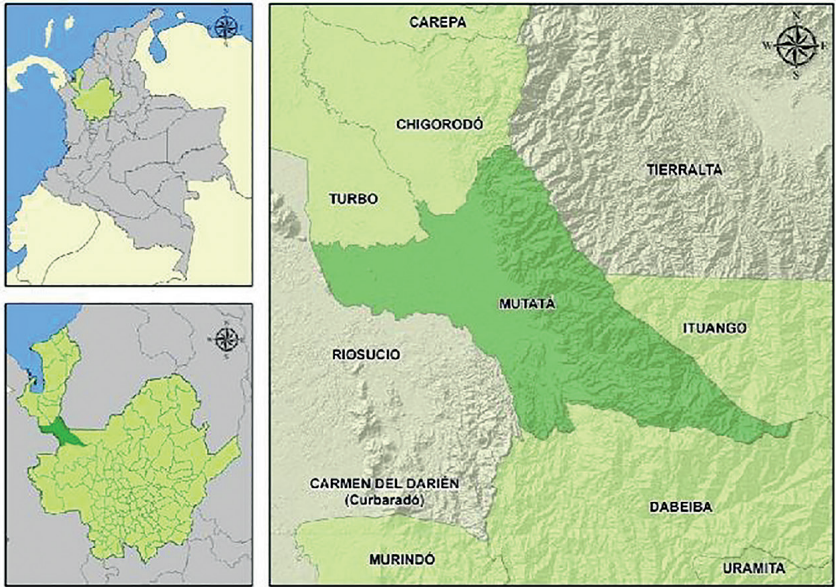 CAREPA
N
W E
S
CHIGORODÓ
TIERRALTA
TURBO
MUTATÁ
ITUANGO
RIOSUCIO
CARMEN DEL DARIÉN
(Curbaradó)
DABEIBA
MURINDÓ
URAMITA